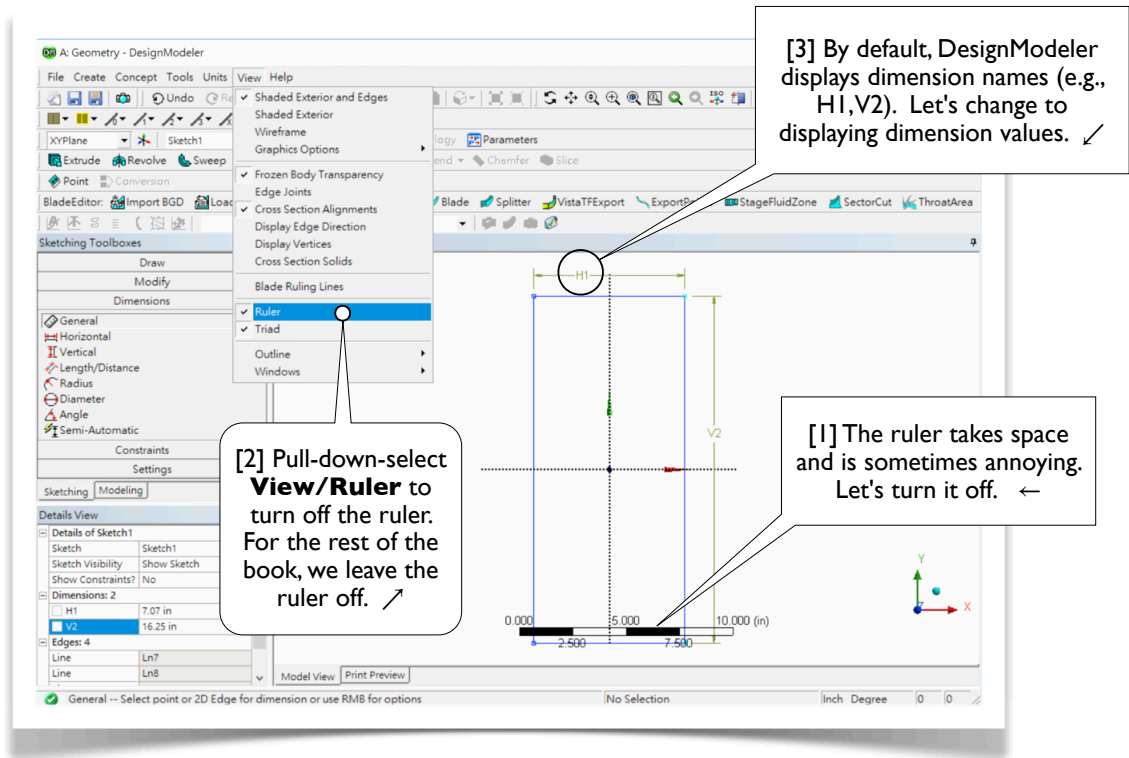 A: Geometry - DesignModeler
File Create Concept Tools Units View Help
Undo
XYPlane Sketch1
Parameters
Extrude Revolve Sweep
Chamfer Slice
Point Conversion
BladeEditor: Import BGD
Blade Splitter VistaTFExport
StageFluidZone SectorCut ThroatArea
Shaded Exterior and Edges
Shaded Exterior
Wireframe
Graphics Options
Frozen Body Transparency
Edge Joints
Cross Section Alignments
Display Edge Direction
Display Vertices
Cross Section Solids
Blade Ruling Lines
Ruler
Triad
Outline
Windows
Sketching Toolboxes
Draw
Modify
Dimensions
General
Horizontal
Vertical
Length/Distance
Radius
Diameter
Angle
Semi-Automatic
Constraints
Settings
Sketching Modeling
Details View
Details of Sketch1
Sketch Sketch1
Sketch Visibility Show Sketch
Show Constraints? No
Dimensions: 2
H1 7.07 in
V2 16.25 in
Edges: 4
Line Ln7
Line Ln8
H1
V2
Y
X
0.000 5.000 10.000 (in)
2.500 7.500
Model View Print Preview
General -- Select point or 2D Edge for dimension or use RMB for options No Selection Inch Degree 0 0
[3] By default, DesignModeler
displays dimension names (e.g.,
H1,V2). Let's change to
displaying dimension values. ↙
[1] The ruler takes space
and is sometimes annoying.
Let's turn it off. ←
[2] Pull-down-select
View/Ruler to
turn off the ruler.
For the rest of the
book, we leave the
ruler off. ↗